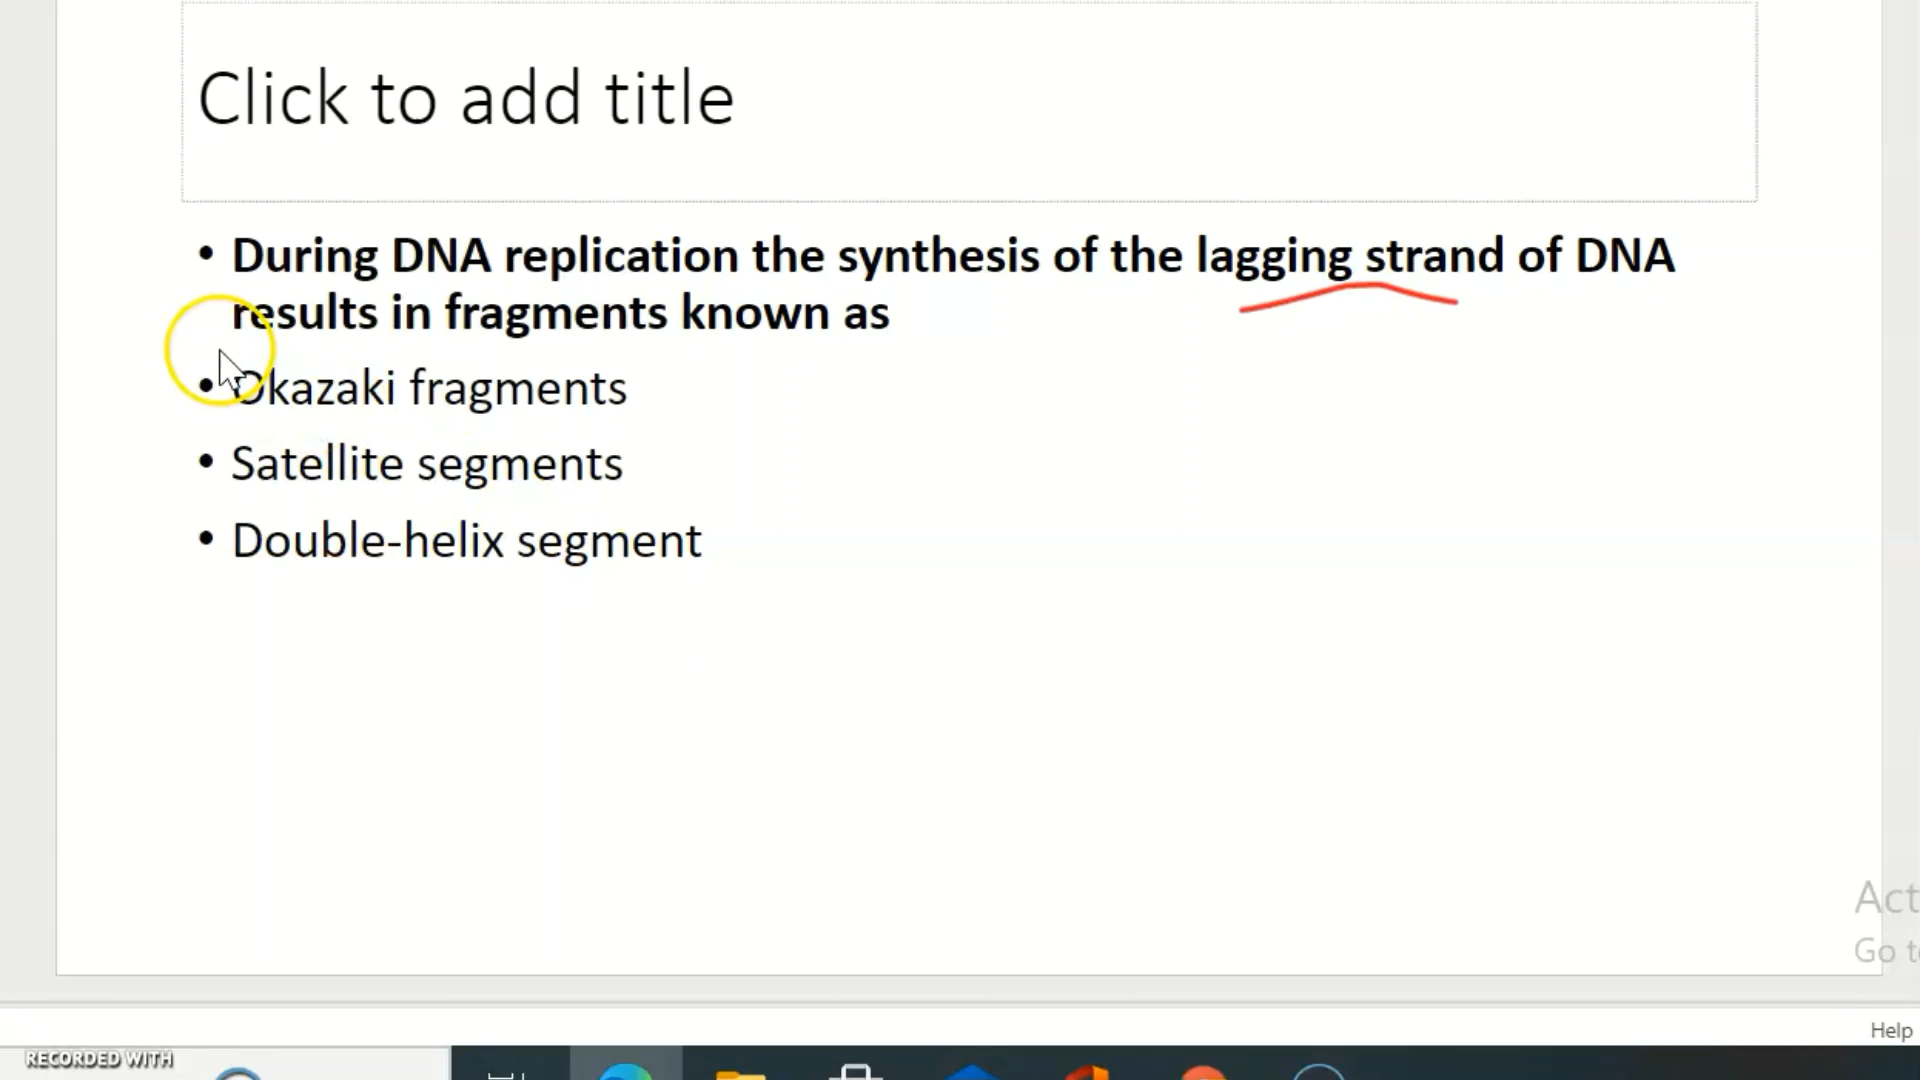 Click to add title
• During DNA replication the synthesis of the lagging strand of DNA
results in fragments known as
• Okazaki fragments
• Satellite segments
• Double-helix segment
Act
Go to
Help
RECORDED WITH